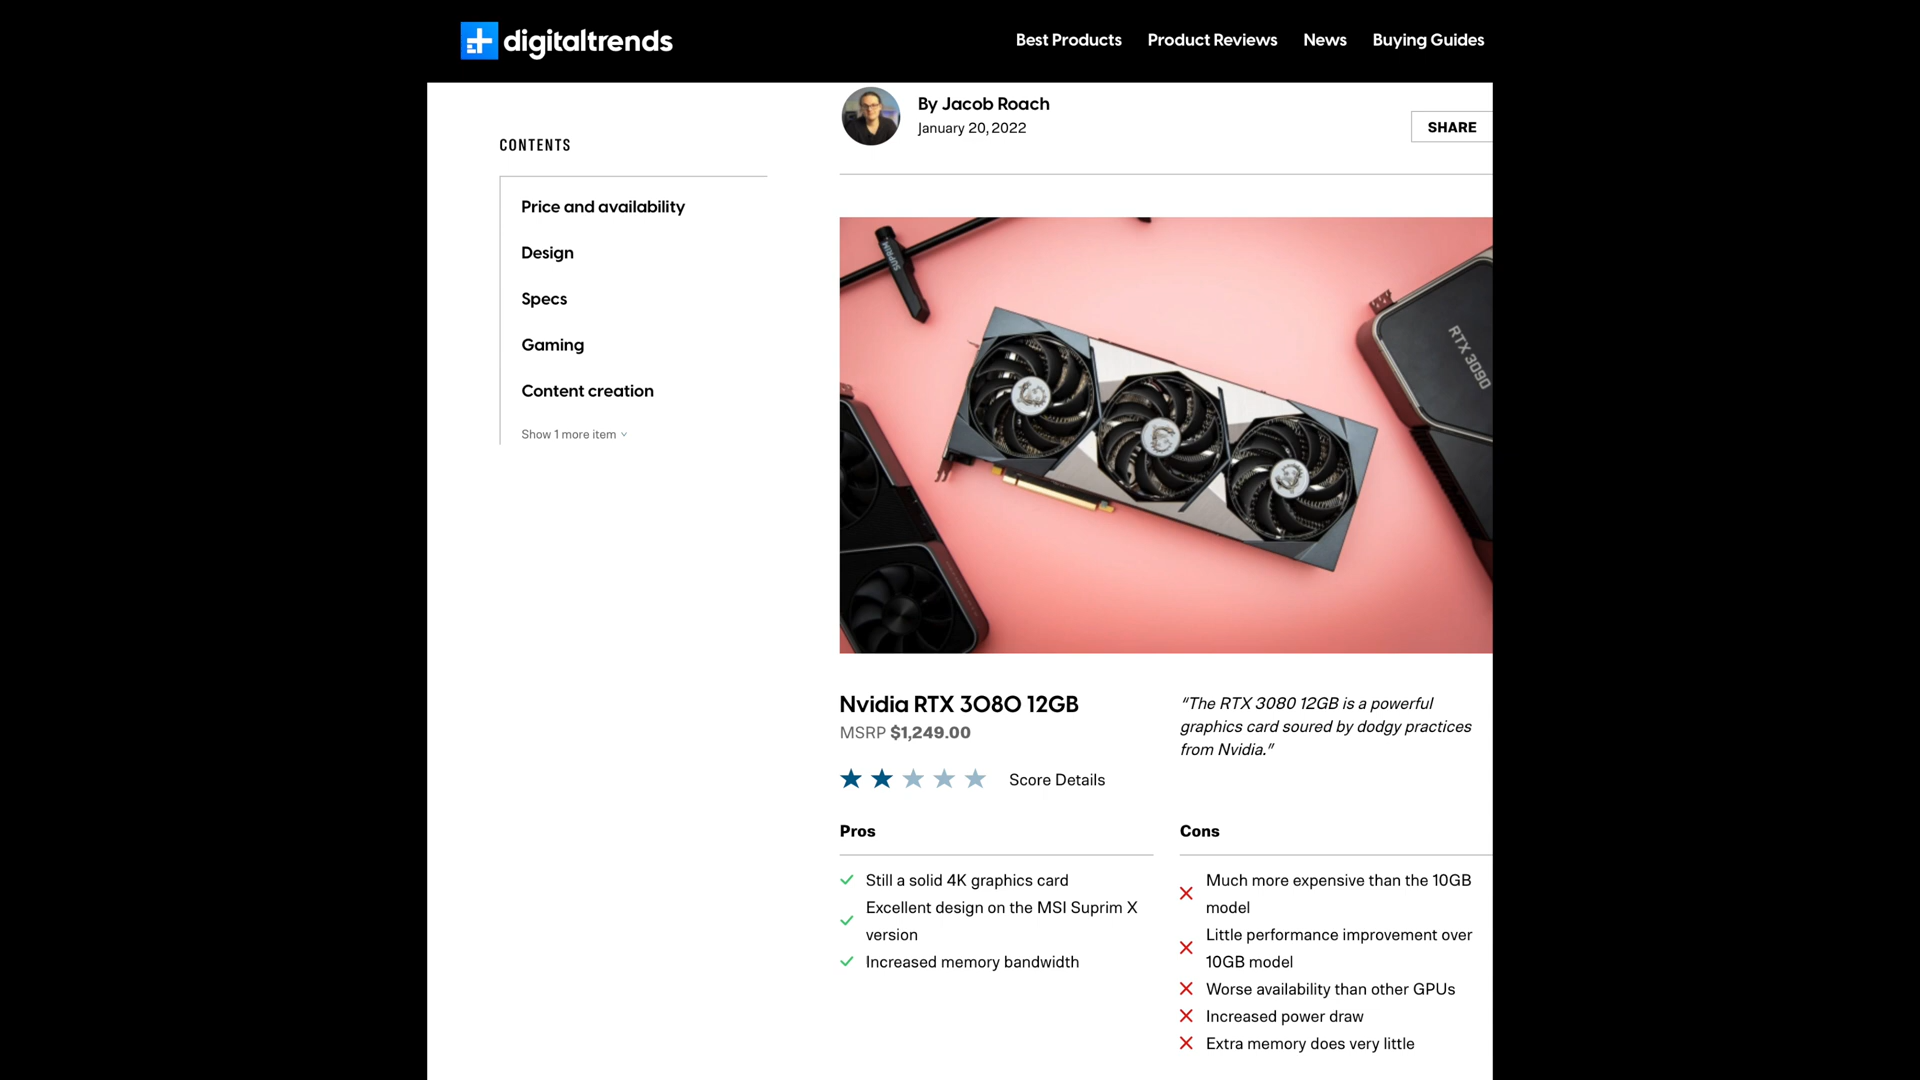 digitaltrends
Best Products
Product Reviews
News
Buying Guides
By Jacob Roach
January 20, 2022
SHARE
CONTENTS
Price and availability
Design
Specs
Gaming
Content creation
Show 1 more item
SUPRIM
RTX 3090
Nvidia RTX 3080 12GB
MSRP $1,249.00
Score Details
“The RTX 3080 12GB is a powerful
graphics card soured by dodgy practices
from Nvidia.”
Pros
Still a solid 4K graphics card
Excellent design on the MSI Suprim X
version
Increased memory bandwidth
Cons
Much more expensive than the 10GB
model
Little performance improvement over
10GB model
Worse availability than other GPUs
Increased power draw
Extra memory does very little